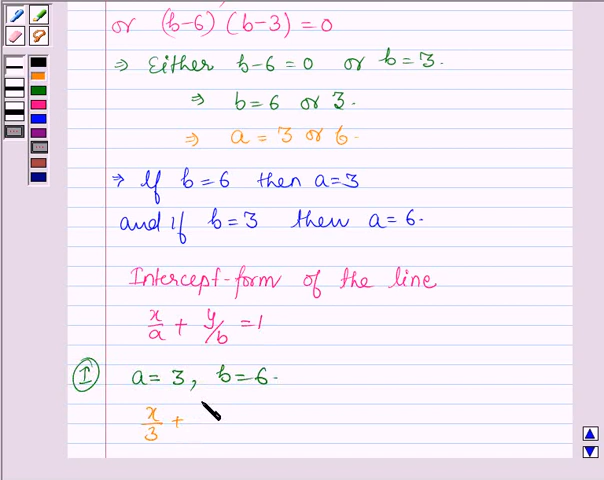 or (b-6) (b-3) = 0
⇒ Either b-6=0 or b=3.
⇒ b=6 or 3.
⇒ a = 3 or 6.
⇒ If b=6 then a=3
and if b=3 then a=6.
Intercept-form of the line
x/a + y/b = 1
I a= 3, b=6.
x/3 +